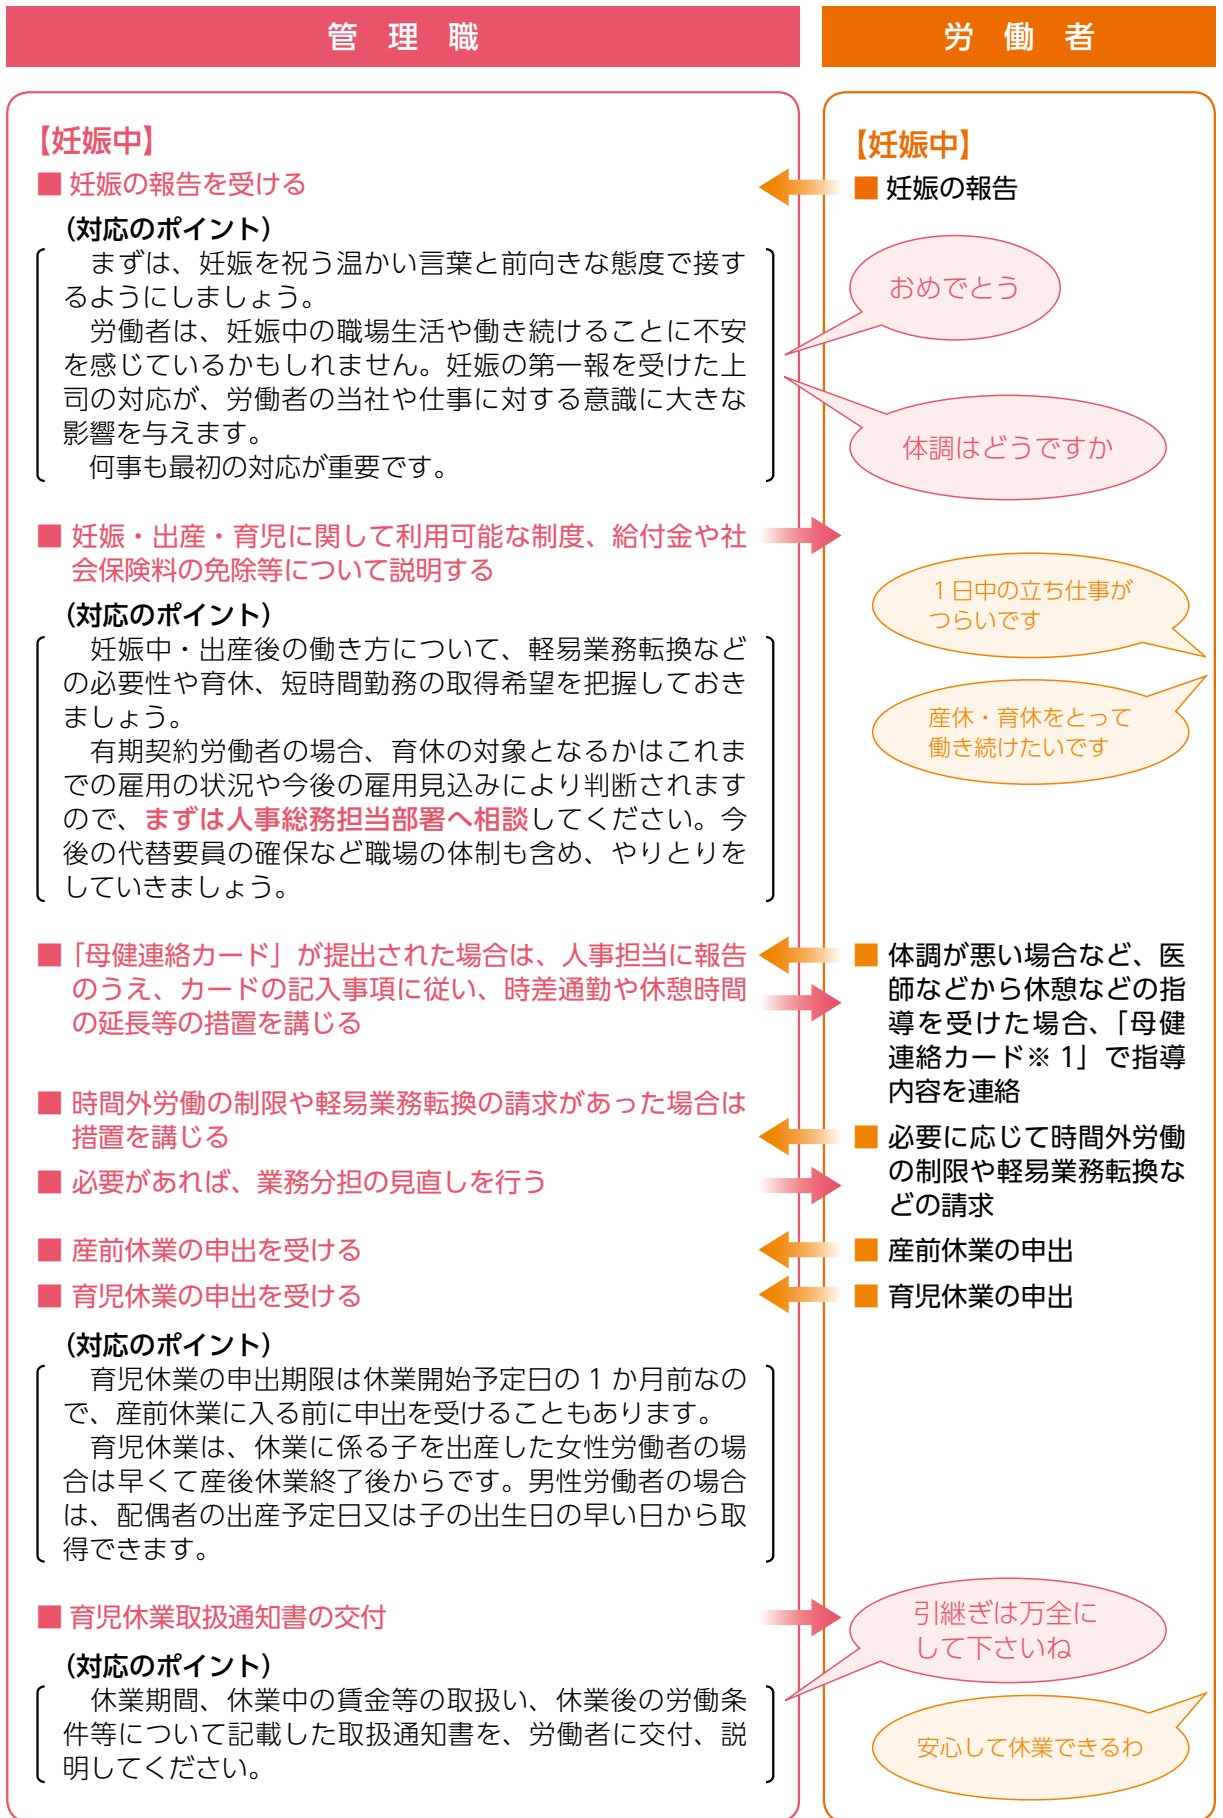 管理職
【妊娠中】
■ 妊娠の報告を受ける
（対応のポイント）
まずは、妊娠を祝う温かい言葉と前向きな態度で接す
るようにしましょう。
労働者は、妊娠中の職場生活や働き続けることに不安
を感じているかもしれません。妊娠の第一報を受けた上
司の対応が、労働者の当社や仕事に対する意識に大きな
影響を与えます。
何事も最初の対応が重要です。
■ 妊娠・出産・育児に関して利用可能な制度、給付金や社
会保険料の免除等について説明する
（対応のポイント）
妊娠中・出産後の働き方について、軽易業務転換など
の必要性や育休、短時間勤務の取得希望を把握しておき
ましょう。
有期契約労働者の場合、育休の対象となるかはこれま
での雇用の状況や今後の雇用見込みにより判断されます
ので、まずは人事総務担当部署へ相談してください。今
後の代替要員の確保など職場の体制も含め、やりとりを
していきましょう。
■「母健連絡カード」が提出された場合は、人事担当に報告
のうえ、カードの記入事項に従い、時差通勤や休憩時間
の延長等の措置を講じる
■ 時間外労働の制限や軽易業務転換の請求があった場合は
措置を講じる
■ 必要があれば、業務分担の見直しを行う
■ 産前休業の申出を受ける
■ 育児休業の申出を受ける
（対応のポイント）
育児休業の申出期限は休業開始予定日の１か月前なの
で、産前休業に入る前に申出を受けることもあります。
育児休業は、休業に係る子を出産した女性労働者の場
合は早くて産後休業終了後からです。男性労働者の場合
は、配偶者の出産予定日又は子の出生日の早い日から取
得できます。
■ 育児休業取扱通知書の交付
（対応のポイント）
休業期間、休業中の賃金等の取扱い、休業後の労働条
件等について記載した取扱通知書を、労働者に交付、説
明してください。
労働者
【妊娠中】
■ 妊娠の報告
おめでとう
体調はどうですか
１日中の立ち仕事が
つらいです
産休・育休をとって
働き続けたいです
■ 体調が悪い場合など、医
師などから休憩などの指
導を受けた場合、「母健
連絡カード※１」で指導
内容を連絡
■ 必要に応じて時間外労働
の制限や軽易業務転換な
どの請求
■ 産前休業の申出
■ 育児休業の申出
引継ぎは万全に
して下さいね
安心して休業できるわ